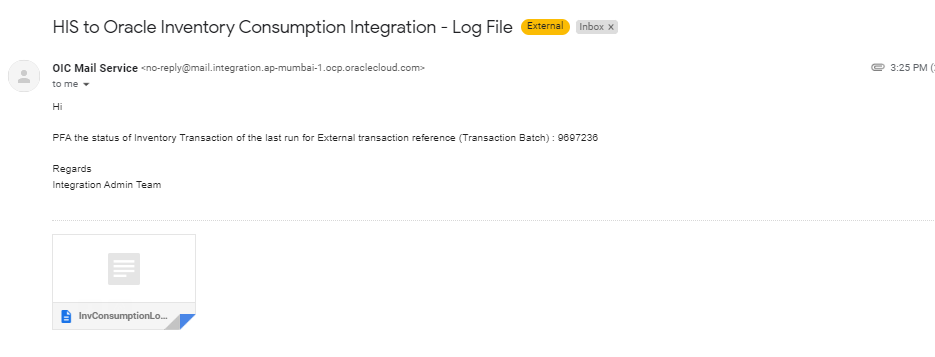 HIS to Oracle Inventory Consumption Integration - Log File External Inbox ×
OIC Mail Service <no-reply@mail.integration.ap-mumbai-1.ocp.oraclecloud.com> 3:25 PM (
to me
Hi
PFA the status of Inventory Transaction of the last run for External transaction reference (Transaction Batch) : 9697236
Regards
Integration Admin Team
InvConsumptionLo...